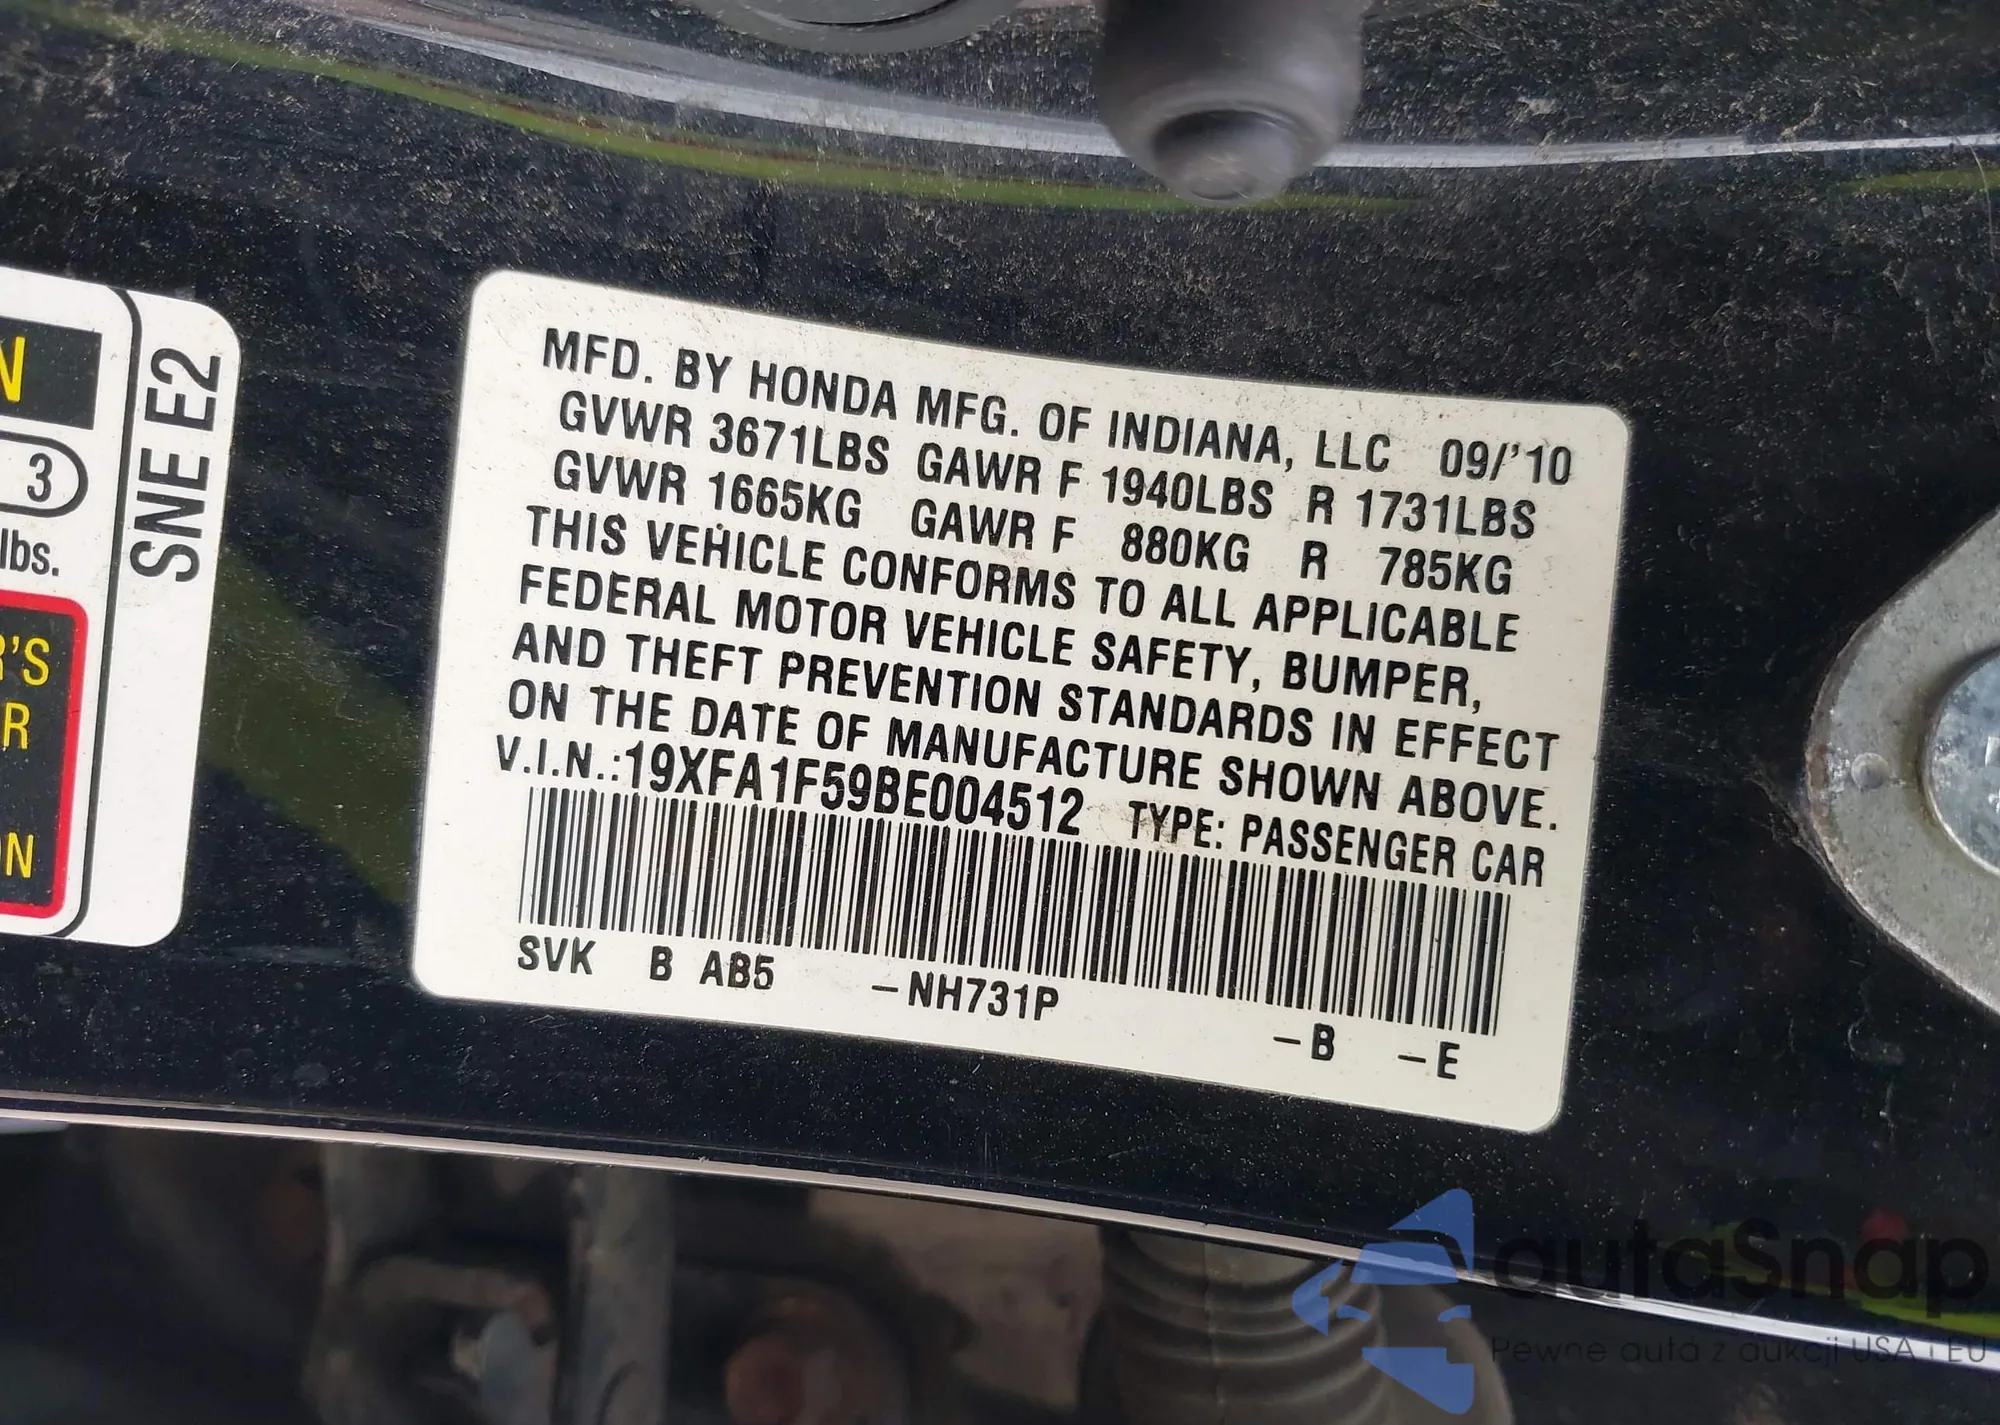 N
3
lbs.
R'S
R
ON
SNE E2
MFD. BY HONDA MFG. OF INDIANA, LLC 09/'10
GVWR 3671LBS GAWR F 1940LBS R 1731LBS
GVWR 1665KG GAWR F 880KG R 785KG
THIS VEHICLE CONFORMS TO ALL APPLICABLE
FEDERAL MOTOR VEHICLE SAFETY, BUMPER,
AND THEFT PREVENTION STANDARDS IN EFFECT
ON THE DATE OF MANUFACTURE SHOWN ABOVE.
V.I.N.:19XFA1F59BE004512 TYPE: PASSENGER CAR
SVK B AB5 -NH731P -B -E
autaSnap
Pewne auta z aukcji USA i EU